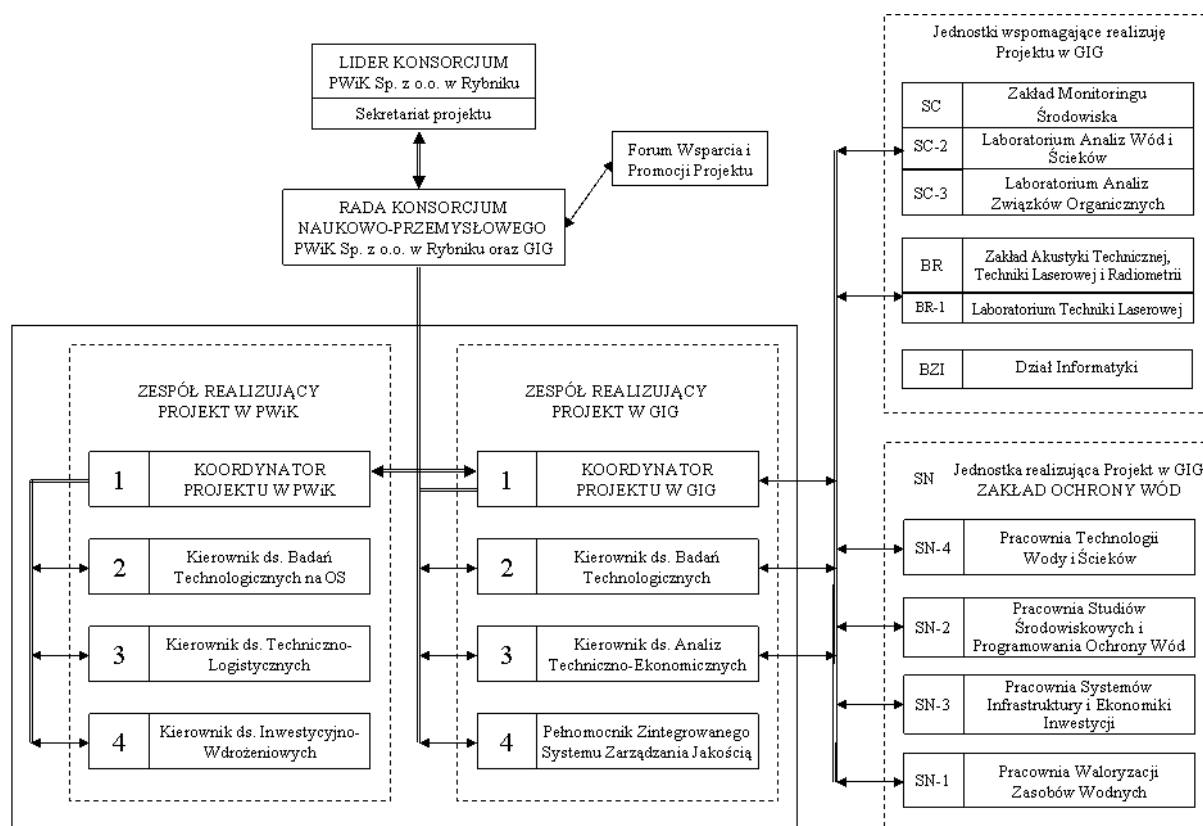 LIDER KONSORCJUM
PWiK Sp. z o.o. w Rybniku
Sekretariat projektu
Forum Wsparcia i
Promocji Projektu
RADA KONSORCJUM
NAUKOWO-PRZEMYSŁOWEGO
PWiK Sp. z o.o. w Rybniku oraz GIG
ZESPÓŁ REALIZUJĄCY
PROJEKT W PWiK
1
KOORDYNATOR
PROJEKTU W PWiK
2
Kierownik ds. Badań
Technologicznych na OS
3
Kierownik ds. Techniczno-
Logistycznych
4
Kierownik ds. Inwestycyjno-
Wdrożeniowych
ZESPÓŁ REALIZUJĄCY
PROJEKT W GIG
1
KOORDYNATOR
PROJEKTU W GIG
2
Kierownik ds. Badań
Technologicznych
3
Kierownik ds. Analiz
Techniczno-Ekonomicznych
4
Pełnomocnik Zintegrowanego
Systemu Zarządzania Jakością
Jednostki wspomagające realizuję
Projektu w GIG
SC
Zakład Monitoringu
Środowiska
SC-2
Laboratorium Analiz Wód i
Ścieków
SC-3
Laboratorium Analiz
Związków Organicznych
BR
Zakład Akustyki Technicznej,
Techniki Laserowej i Radiometrii
BR-1
Laboratorium Techniki Laserowej
BZI
Dział Informatyki
SN
Jednostka realizująca Projekt w GIG
ZAKŁAD OCHRONY WÓD
SN-4
Pracownia Technologii
Wody i Ścieków
SN-2
Pracownia Studiów
Środowiskowych i
Programowania Ochrony Wód
SN-3
Pracownia Systemów
Infrastruktury i Ekonomiki
Inwestycji
SN-1
Pracownia Waloryzacji
Zasobów Wodnych